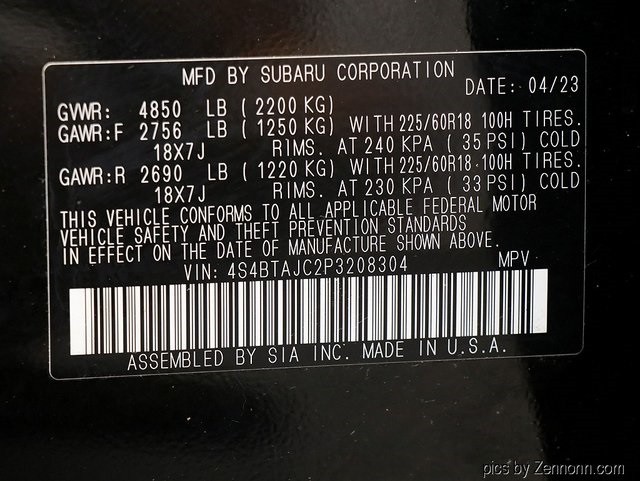 MFD BY SUBARU CORPORATION
DATE: 04/23
GVWR: 4850 LB (2200 KG)
GAWR:F 2756 LB (1250 KG) WITH 225/60R18 100H TIRES.
18X7J RIMS. AT 240 KPA (35 PSI) COLD
GAWR:R 2690 LB (1220 KG) WITH 225/60R18 100H TIRES.
18X7J RIMS. AT 230 KPA (33 PSI) COLD
THIS VEHICLE CONFORMS TO ALL APPLICABLE FEDERAL MOTOR
VEHICLE SAFETY AND THEFT PREVENTION STANDARDS
IN EFFECT ON THE DATE OF MANUFACTURE SHOWN ABOVE.
VIN: 4S4BTAJC2P3208304 MPV
ASSEMBLED BY SIA INC. MADE IN U.S.A.
pics by Zennonn.com